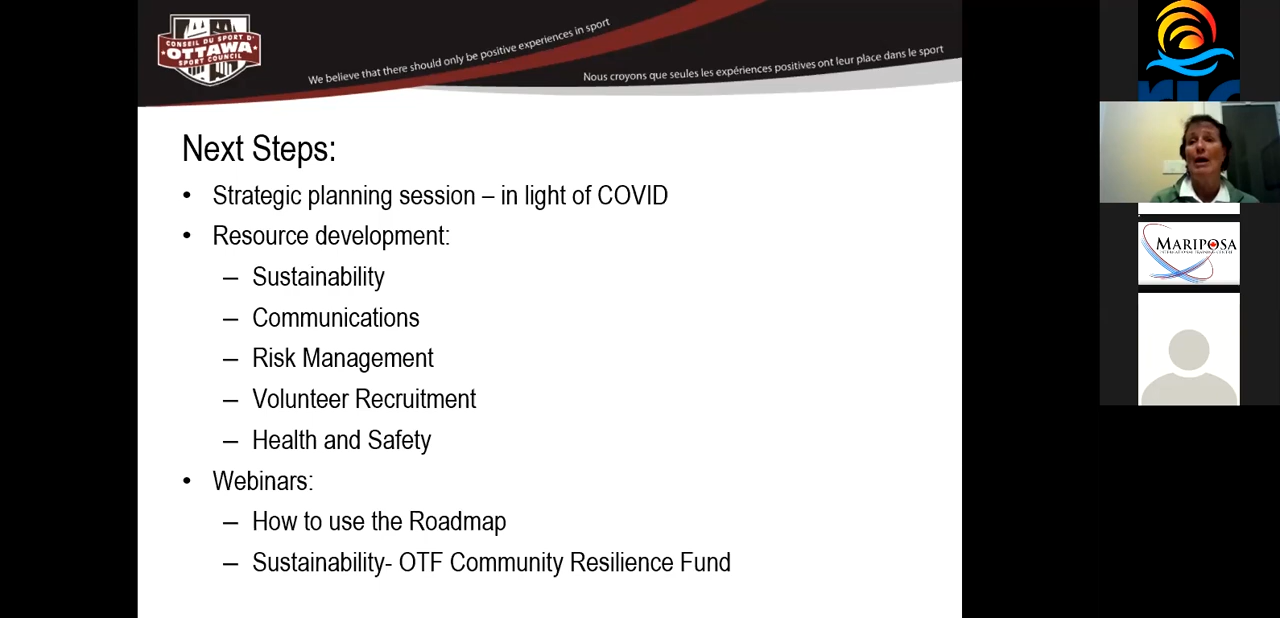 CONSEIL DU SPORT D'
OTTAWA
SPORT COUNCIL
We believe that there should only be positive experiences in sport
Nous croyons que seules les expériences positives ont leur place dans le sport
Next Steps:
• Strategic planning session – in light of COVID
• Resource development:
– Sustainability
– Communications
– Risk Management
– Volunteer Recruitment
– Health and Safety
• Webinars:
– How to use the Roadmap
– Sustainability- OTF Community Resilience Fund
MARIPOSA